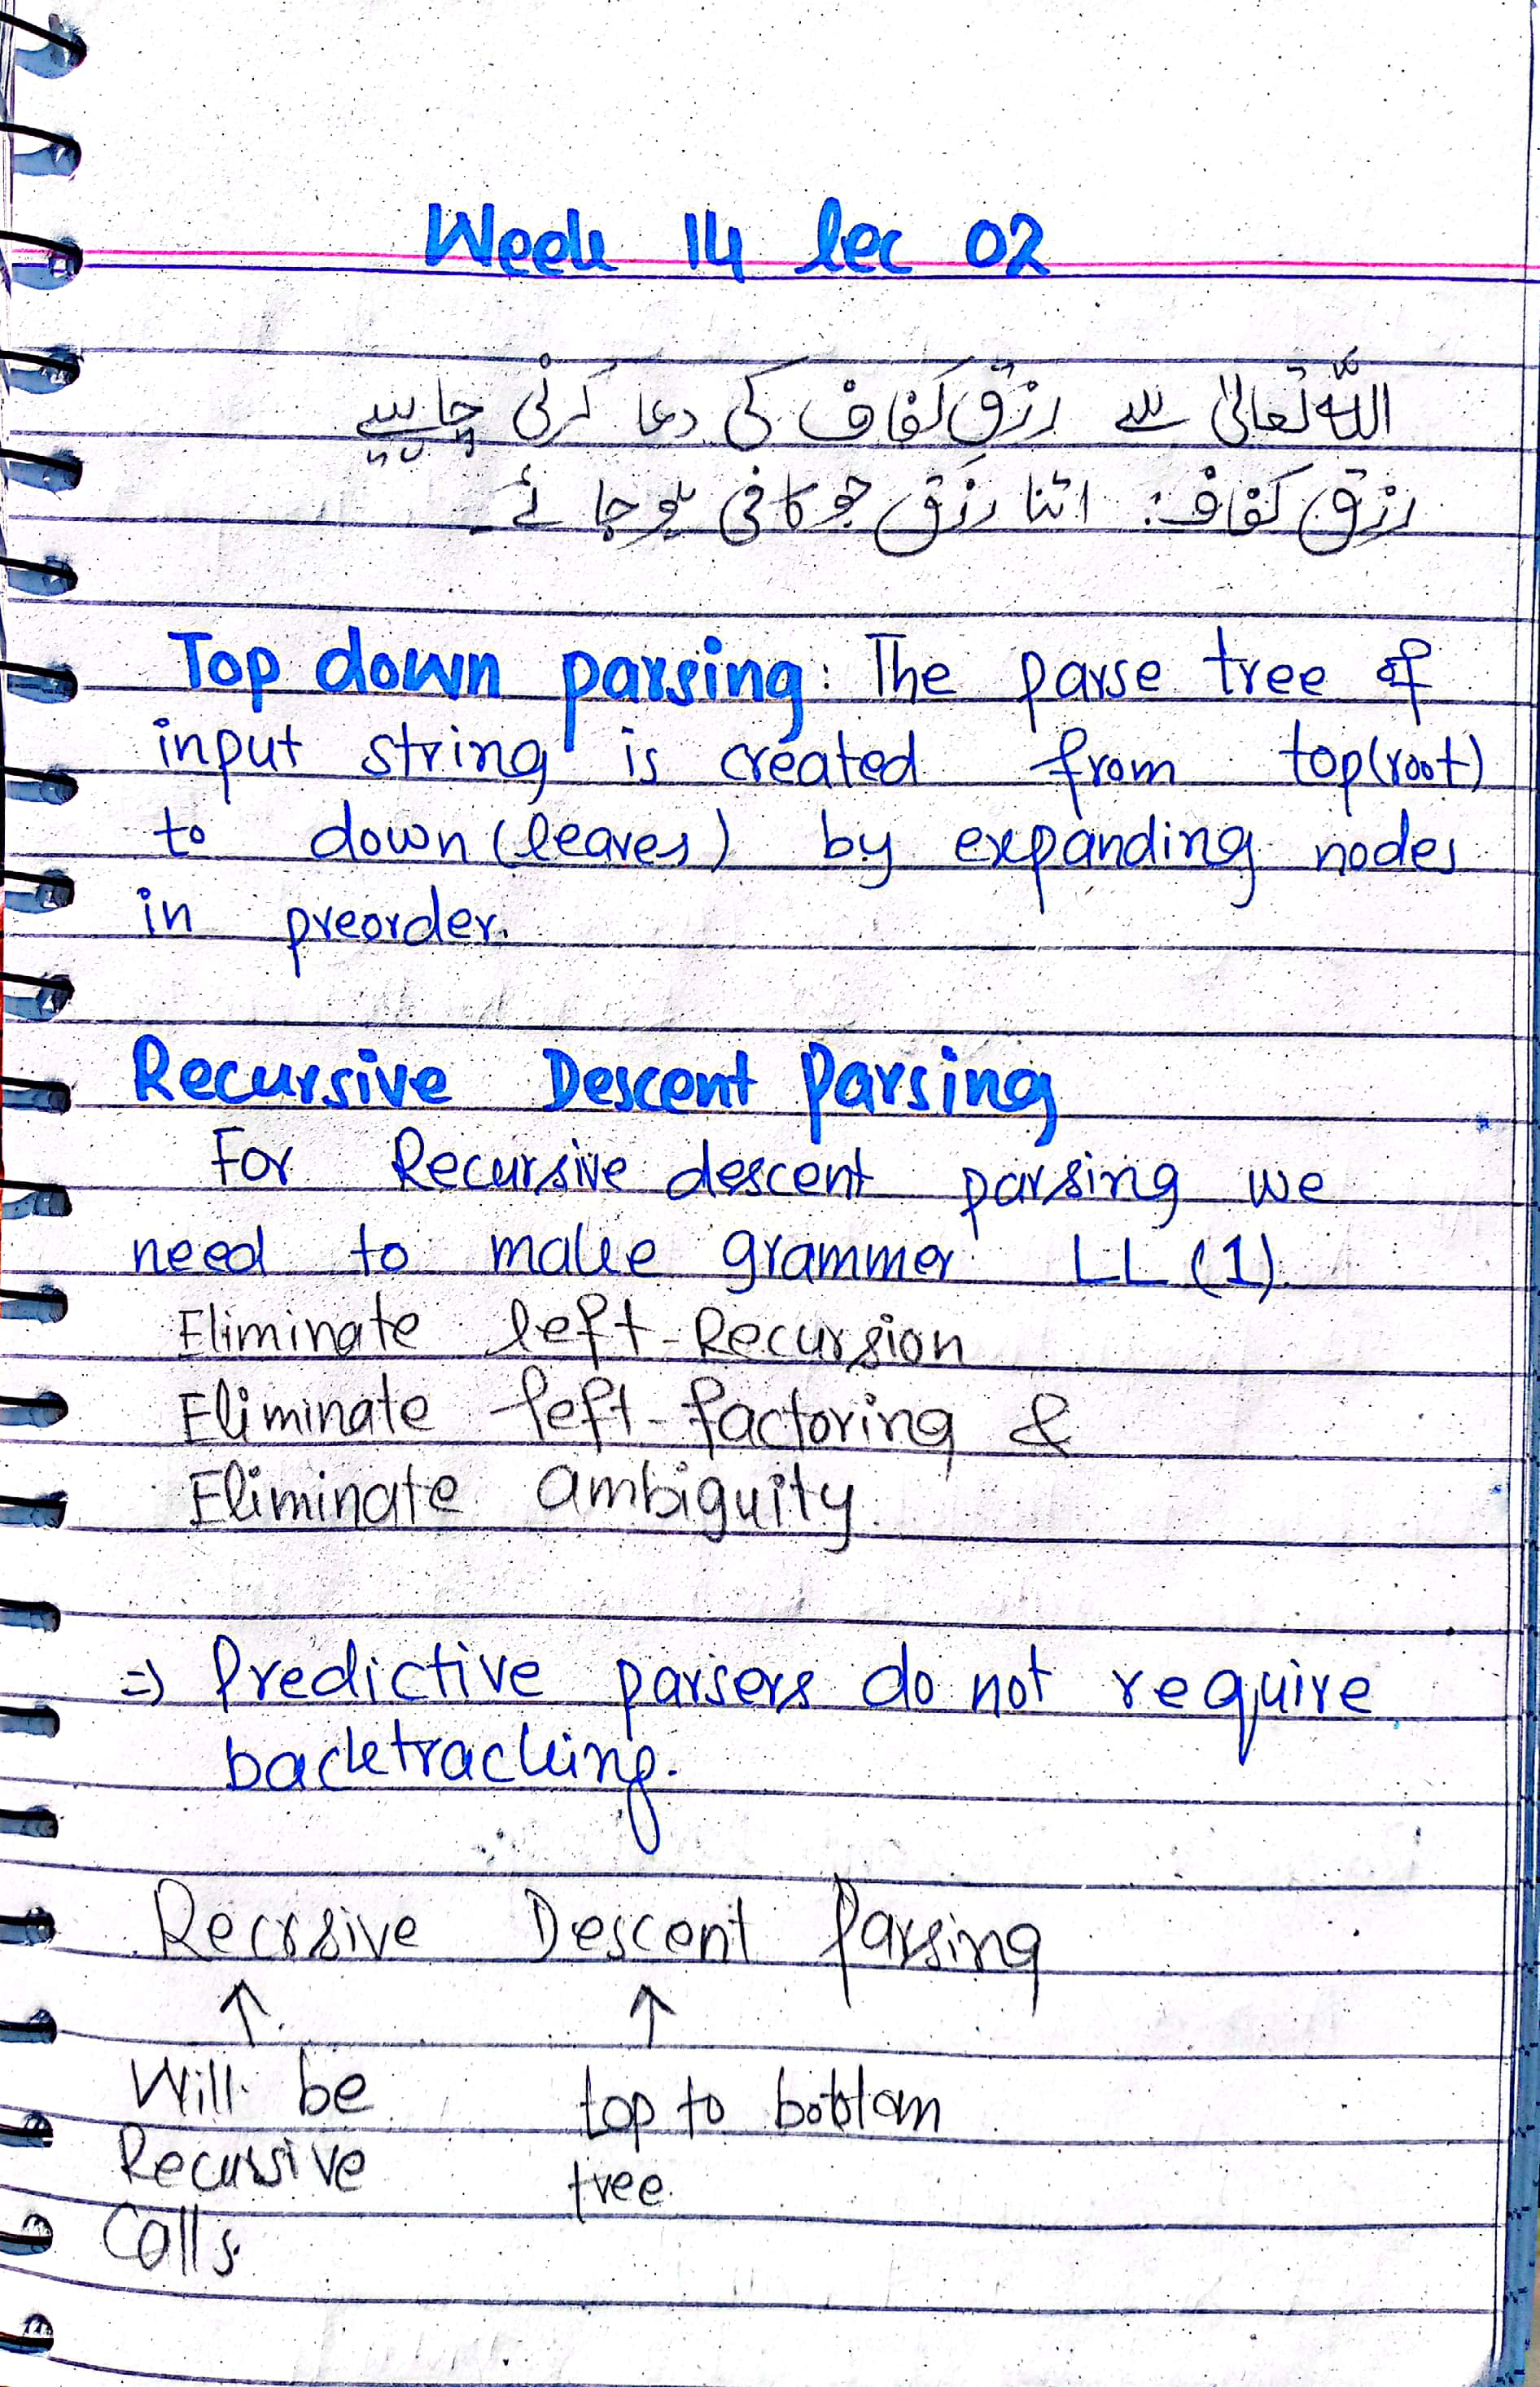 Week 14 lec 02
اللہ تعالیٰ سے رزق کفاف کی دعا کرنی چاہیے
رزق کفاف: اتنا رزق جو کافی ہو جائے۔
Top down parsing: The parse tree of
input string is created from top(root)
to down (leaves) by expanding nodes
in preorder.
Recursive Descent Parsing
For Recursive descent parsing we
need to make grammer LL (1)
Eliminate left-Recursion
Eliminate left-factoring &
Eliminate ambiguity.
=> Predictive parsers do not require
backtracking.
Recrsive Descent Parsing
↑ ↑
Will be top to bottom
Recursive tree.
Calls.